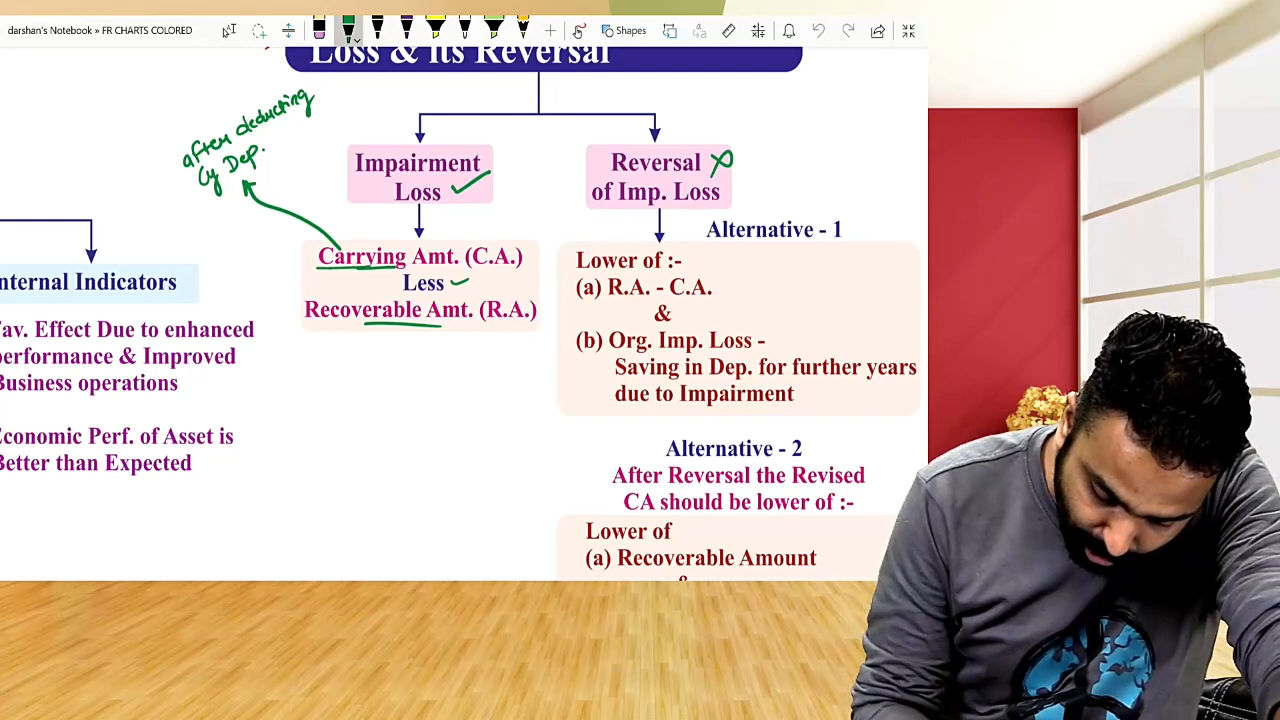 darshan's Notebook » FR CHARTS COLORED
Shapes
Loss & its Reversal
after deducting
Cy Dep.
Impairment
Loss
Reversal
of Imp. Loss
Carrying Amt. (C.A.)
Less
Recoverable Amt. (R.A.)
Alternative - 1
Lower of :-
(a) R.A. - C.A.
&
(b) Org. Imp. Loss -
Saving in Dep. for further years
due to Impairment
Alternative - 2
After Reversal the Revised
CA should be lower of :-
Lower of
(a) Recoverable Amount
&
nternal Indicators
av. Effect Due to enhanced
erformance & Improved
Business operations
Economic Perf. of Asset is
Better than Expected